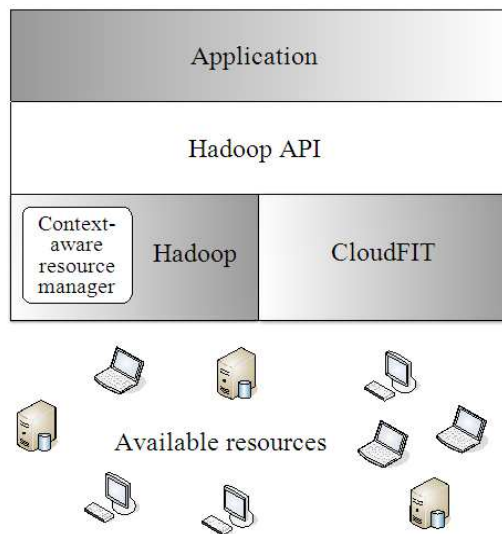 Application
Hadoop API
Context-
aware
resource
manager
Hadoop
CloudFIT
Available resources